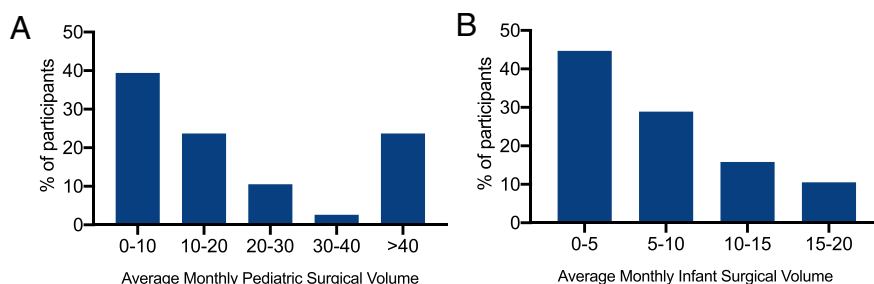 A
% of participants
50
40
30
20
10
0
0-10 10-20 20-30 30-40 >40
Average Monthly Pediatric Surgical Volume
B
% of participants
50
40
30
20
10
0
0-5 5-10 10-15 15-20
Average Monthly Infant Surgical Volume